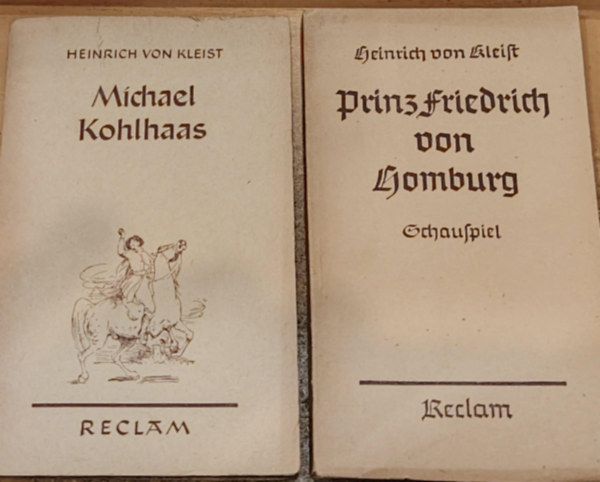 HEINRICH VON KLEIST
Michael
Kohlhaas
RECLAM
Heinrich von Kleist
Prinz Friedrich
von
Homburg
Schauspiel
Reclam